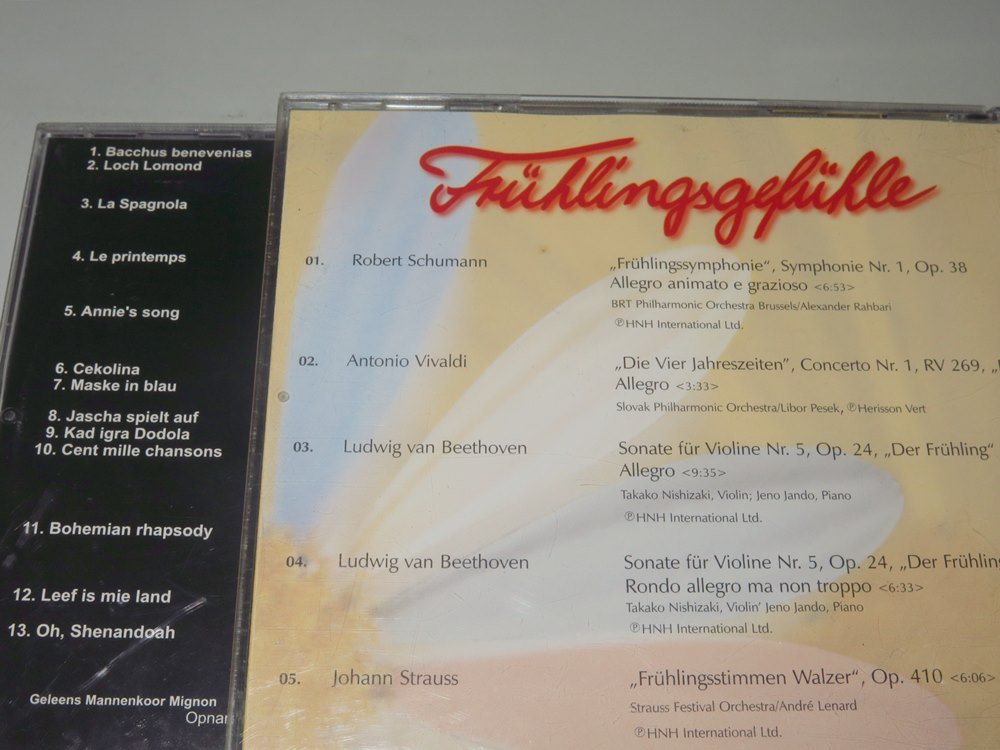 1. Bacchus benevenias
2. Loch Lomond
3. La Spagnola
4. Le printemps
5. Annie's song
6. Cekolina
7. Maske in blau
8. Jascha spielt auf
9. Kad igra Dodola
10. Cent mille chansons
11. Bohemian rhapsody
12. Leef is mie land
13. Oh, Shenandoah
Geleens Mannenkoor Mignon
Opnar
Frühlingsgefühle
01. Robert Schumann
„Frühlingssymphonie“, Symphonie Nr. 1, Op. 38
Allegro animato e grazioso <6:53>
BRT Philharmonic Orchestra Brussels/Alexander Rahbari
℗HNH International Ltd.
02. Antonio Vivaldi
„Die Vier Jahreszeiten“, Concerto Nr. 1, RV 269, „
Allegro <3:33>
Slovak Philharmonic Orchestra/Libor Pesek, ℗Herisson Vert
03. Ludwig van Beethoven
Sonate für Violine Nr. 5, Op. 24, „Der Frühling“
Allegro <9:35>
Takako Nishizaki, Violin; Jeno Jando, Piano
℗HNH International Ltd.
04. Ludwig van Beethoven
Sonate für Violine Nr. 5, Op. 24, „Der Frühling
Rondo allegro ma non troppo <6:33>
Takako Nishizaki, Violin’ Jeno Jando, Piano
℗HNH International Ltd.
05. Johann Strauss
„Frühlingsstimmen Walzer“, Op. 410 <6:06>
Strauss Festival Orchestra/André Lenard
℗HNH International Ltd.